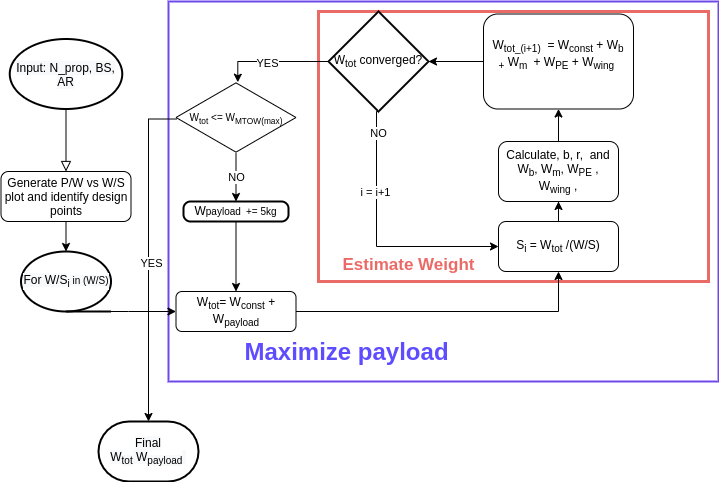 Input: N_prop, BS,
AR
Generate P/W vs W/S
plot and identify design
points
For W/Si in (W/S)
YES
Final
Wtot Wpayload
YES
Wtot <= WMTOW(max)
NO
Wpayload += 5kg
Wtot= Wconst +
Wpayload
Maximize payload
Wtot converged?
NO
i = i+1
Estimate Weight
Wtot_(i+1) = Wconst + Wb
+ Wm + WPE + Wwing
Calculate, b, r, and
Wb, Wm, WPE ,
Wwing ,
Si = Wtot /(W/S)